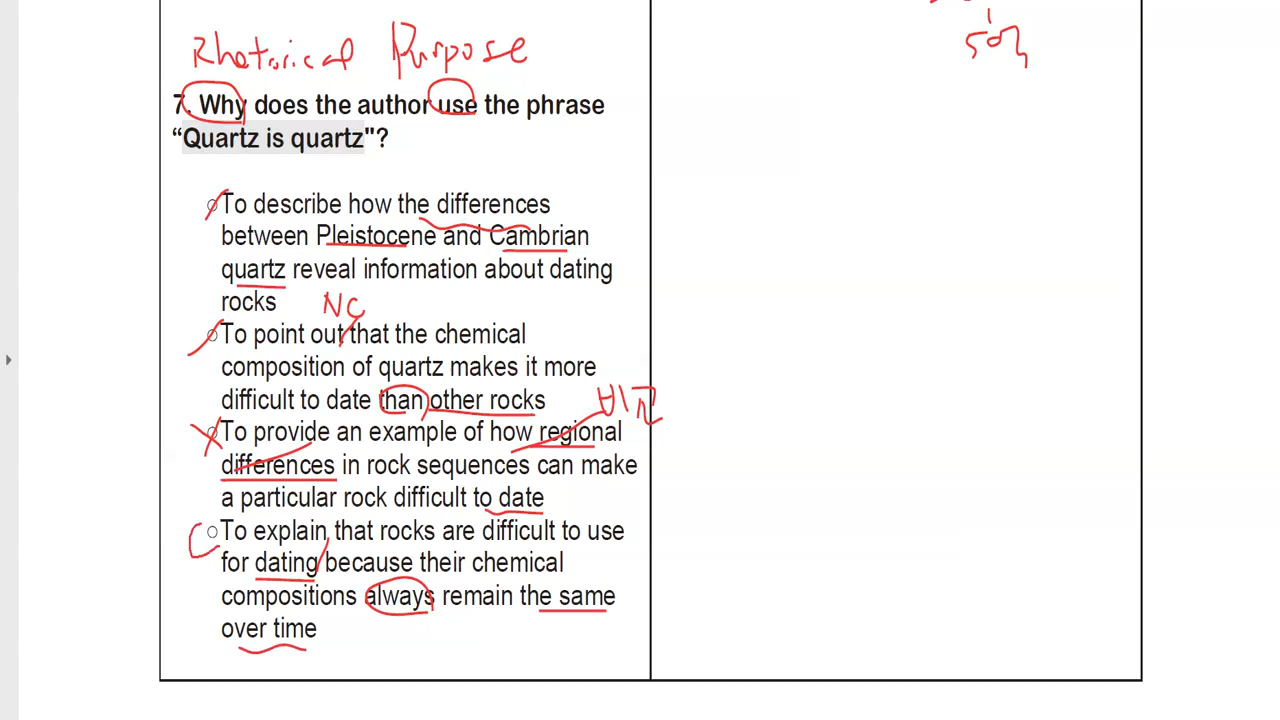 Rhetorical Purpose
7. Why does the author use the phrase
“Quartz is quartz"?
To describe how the differences
between Pleistocene and Cambrian
quartz reveal information about dating
rocks
NC
To point out that the chemical
composition of quartz makes it more
difficult to date than other rocks
비교
To provide an example of how regional
differences in rock sequences can make
a particular rock difficult to date
To explain that rocks are difficult to use
for dating because their chemical
compositions always remain the same
over time